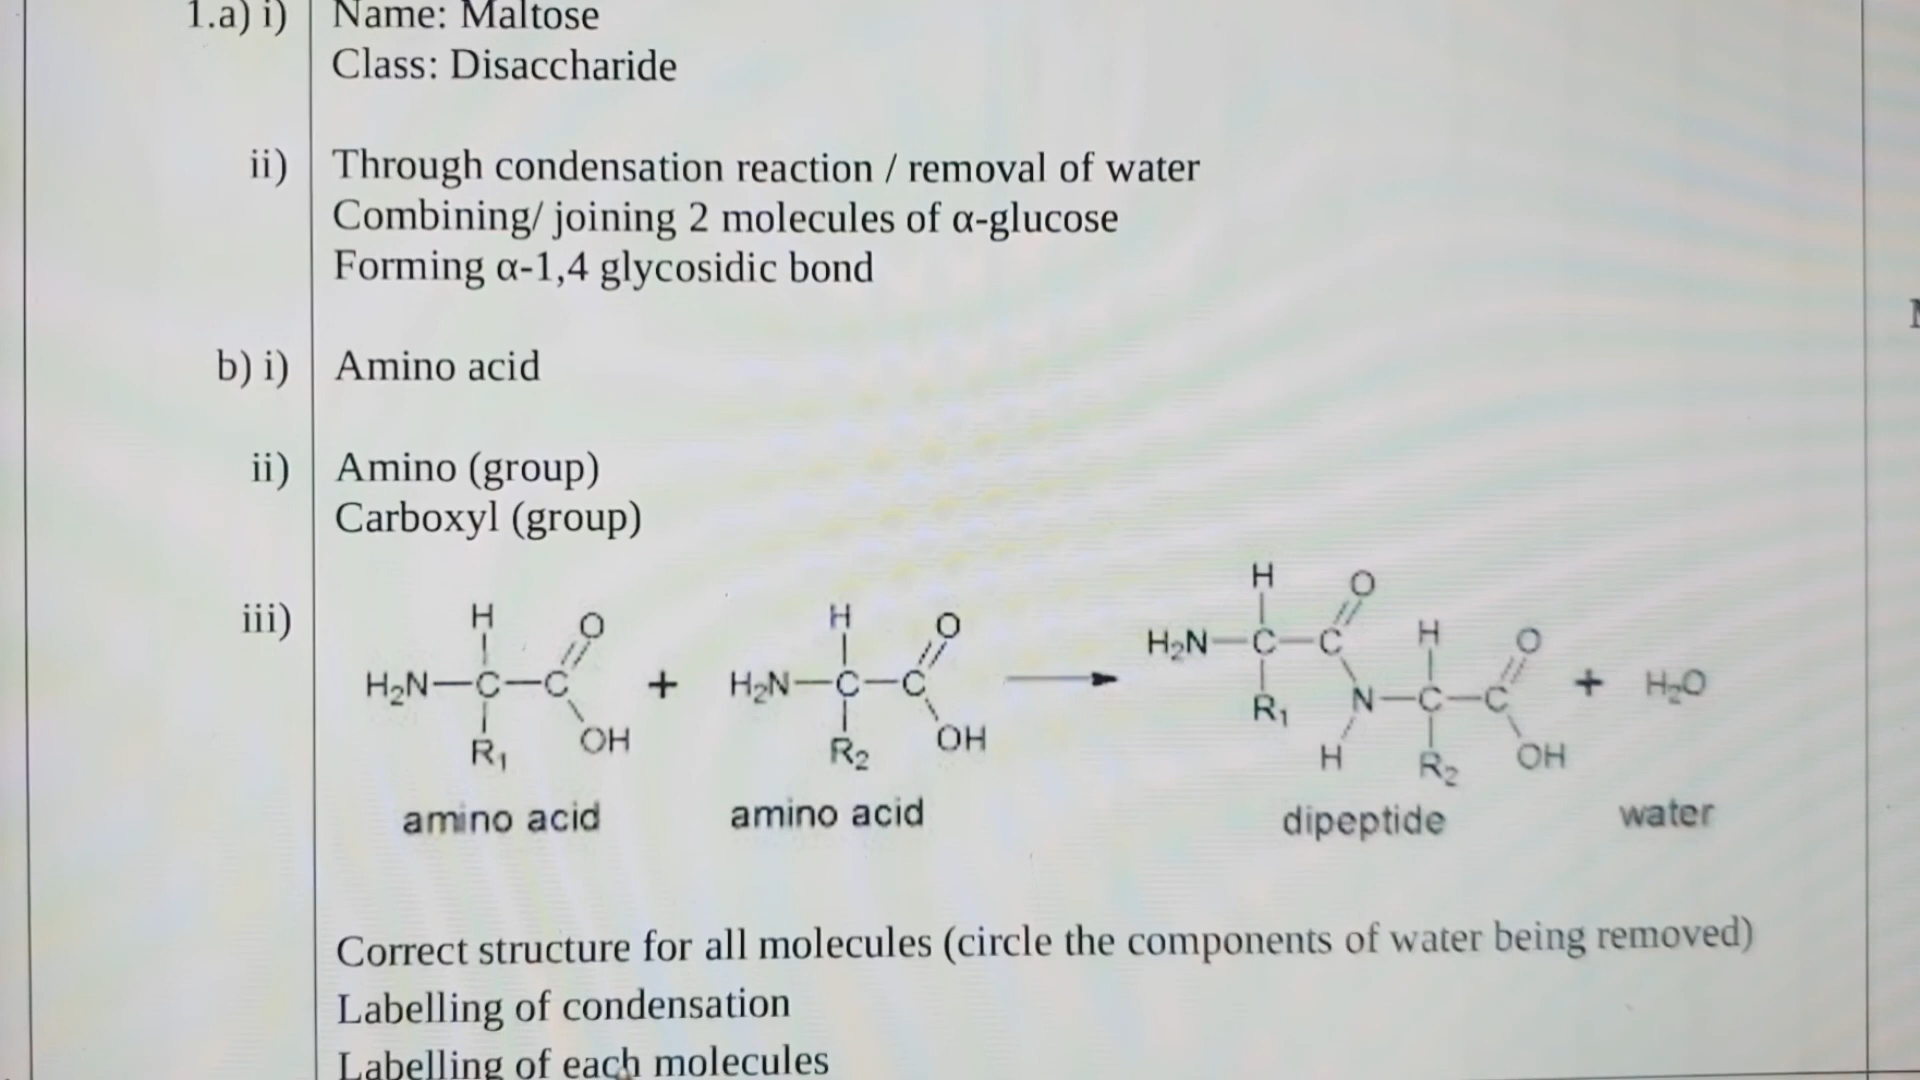 1.a) i) Name: Maltose
Class: Disaccharide
ii) Through condensation reaction / removal of water
Combining/ joining 2 molecules of α-glucose
Forming α-1,4 glycosidic bond
b) i) Amino acid
ii) Amino (group)
Carboxyl (group)
iii)
H O H O H O H O
H₂N—C—C + H₂N—C—C → H₂N—C—C N—C—C + H₂O
R₁ OH R₂ OH R₁ H R₂ OH
amino acid amino acid dipeptide water
Correct structure for all molecules (circle the components of water being removed)
Labelling of condensation
Labelling of each molecules